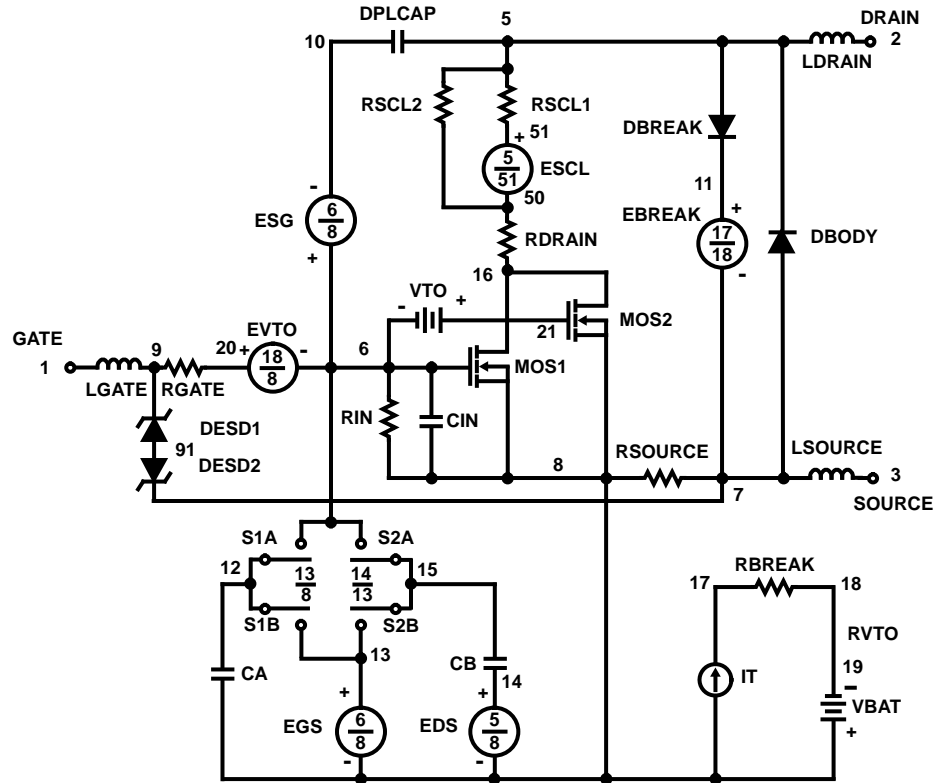 DPLCAP
5
DRAIN
2
10
LDRAIN
RSCL2
RSCL1
DBREAK
+ 51
5
51
ESCL
50
11
-
6
8
ESG
+
RDRAIN
EBREAK
+
17
18
-
DBODY
16
VTO
-
+
21
MOS2
GATE
1
9
20
EVTO
+
18
8
-
6
LGATE
RGATE
MOS1
DESD1
91
DESD2
RIN
CIN
8
RSOURCE
LSOURCE
3
7
SOURCE
S1A
S2A
12
13
8
14
13
15
S1B
S2B
RBREAK
17
18
13
CA
CB
14
RVTO
19
IT
-
VBAT
+
+
EGS
6
8
-
+
EDS
5
8
-